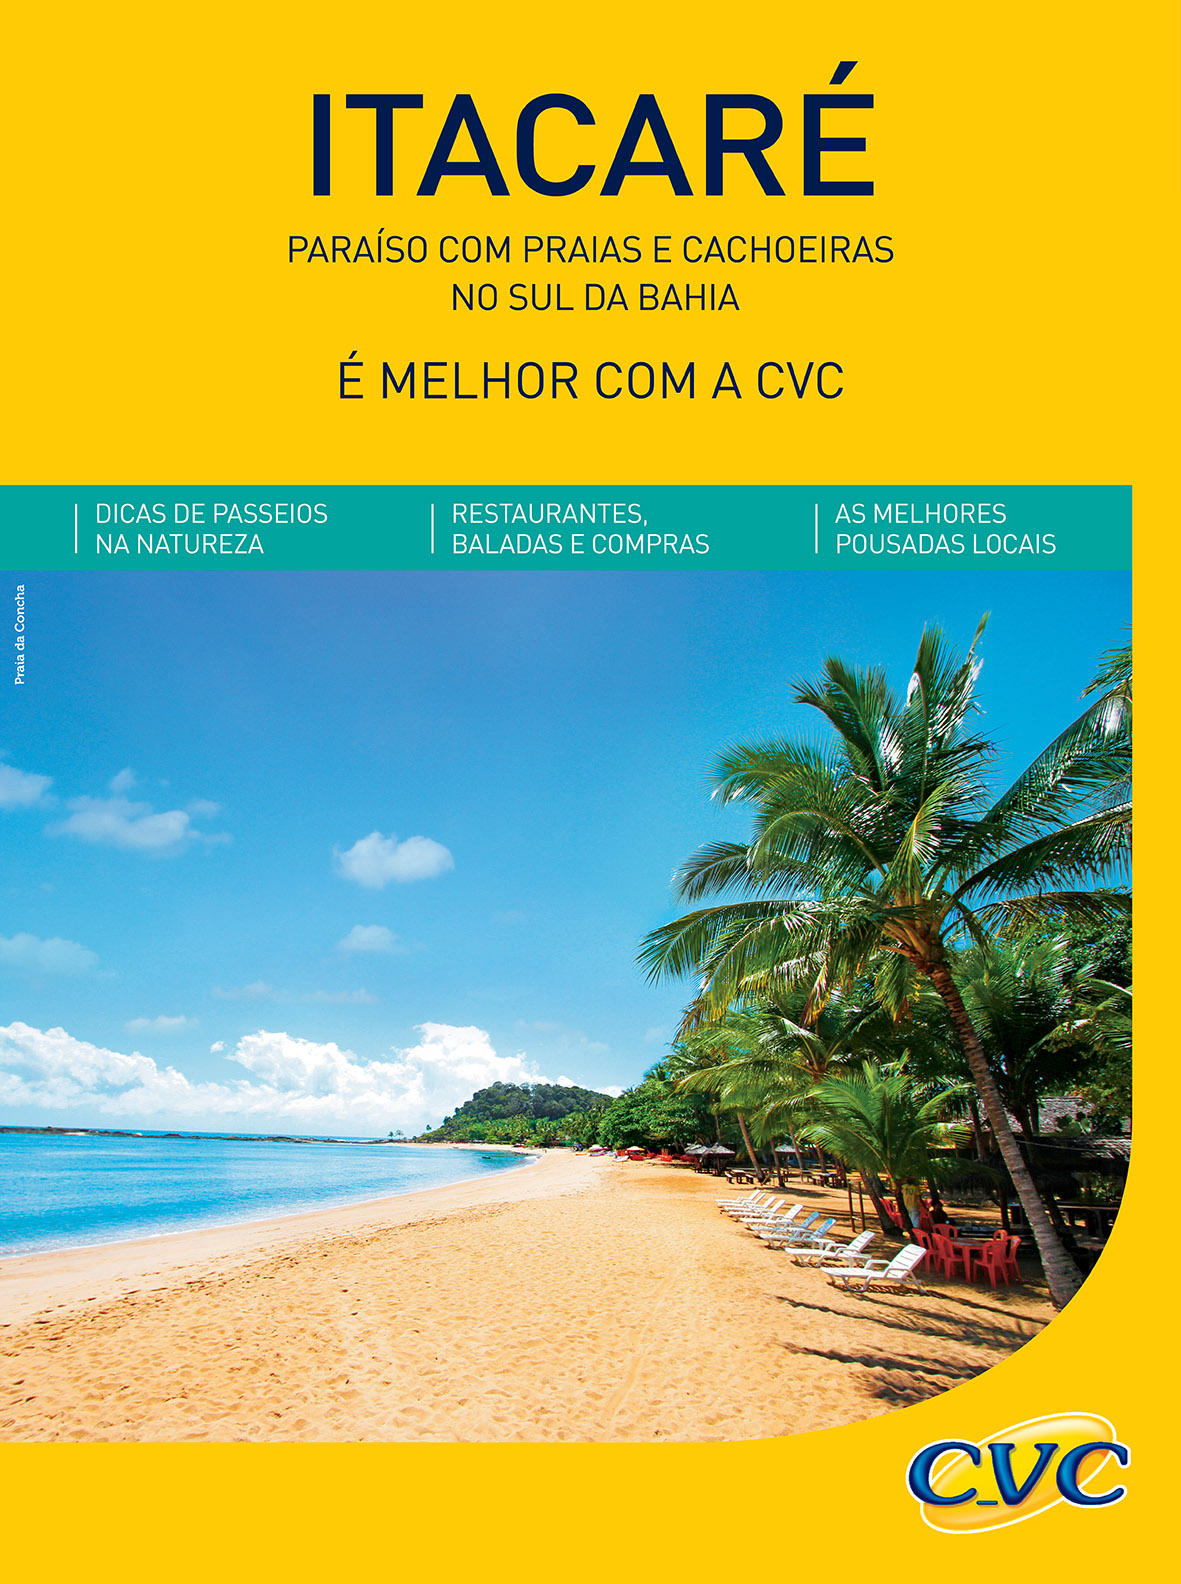 ITACARÉ
PARAÍSO COM PRAIAS E CACHOEIRAS
NO SUL DA BAHIA
É MELHOR COM A CVC
DICAS DE PASSEIOS
NA NATUREZA
RESTAURANTES,
BALADAS E COMPRAS
AS MELHORES
POUSADAS LOCAIS
Praia da Concha
CVC